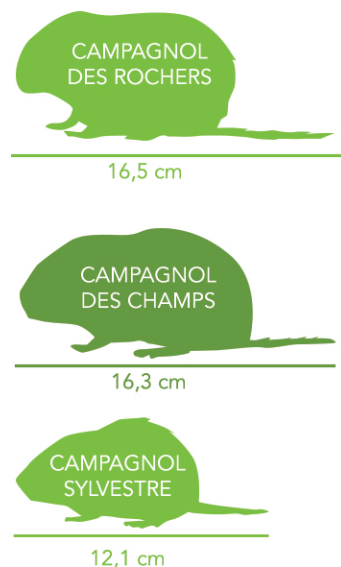 CAMPAGNOL
DES ROCHERS
16,5 cm
CAMPAGNOL
DES CHAMPS
16,3 cm
CAMPAGNOL
SYLVESTRE
12,1 cm